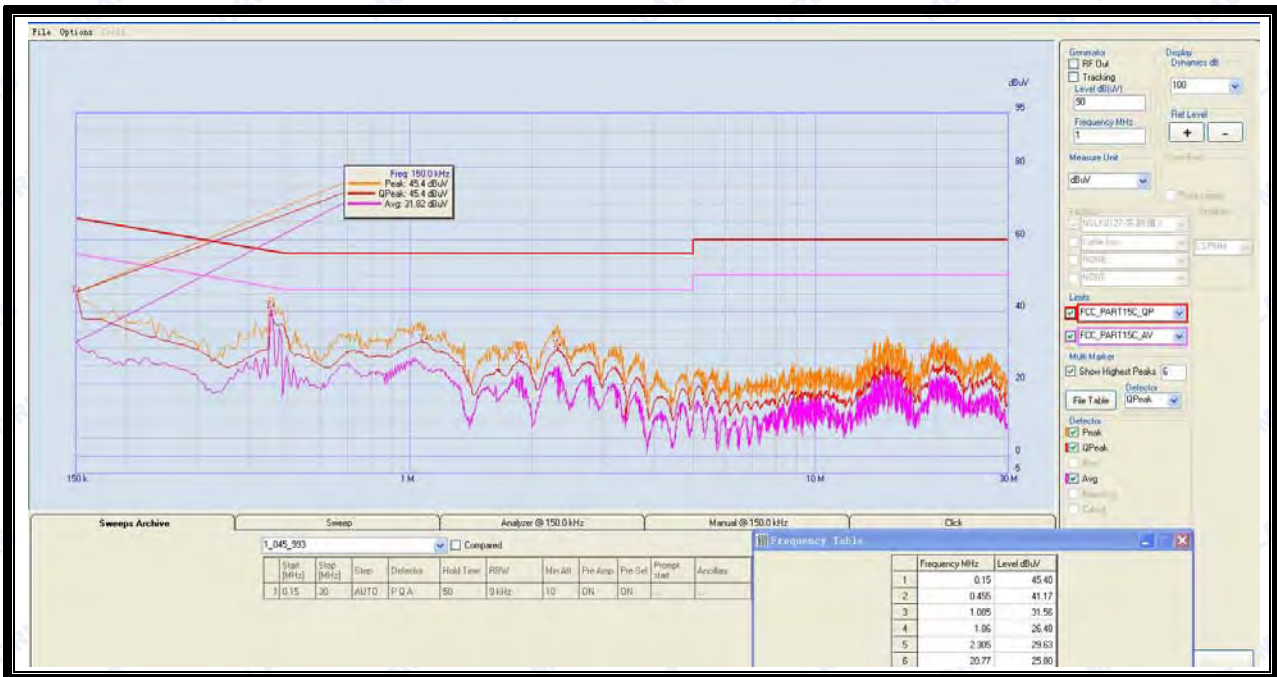 File Options
dBuV
95
80
60
40
20
0
-5
150 k
1 M
10 M
30 M
Freq: 150.0 kHz
Peak: 45.4 dBuV
QPeak: 45.4 dBuV
Avg: 31.82 dBuV
Generator
RF Out
Tracking
Level dB(uV)
90
Frequency MHz
1
Display
Dynamics dB
100
Ref Level
+ -
Measure Unit
dBuV
NONE
NONE
Limits
FCC_PART15C_QP
FCC_PART15C_AV
Multi Marker
Show Highest Peaks 6
File Table
Detector
QPeak
Detector
Peak
QPeak
Avg
Sweeps Archive
Sweep
Analyzer @ 150.0 kHz
Manual @ 150.0 kHz
Click
1_045_993
Compared
Start [MHz] Stop [MHz] Step Detector Hold Time RBW Min Att Pre Amp Pre Sel Prompt start Ancillary
1 0.15 30 AUTO P Q A 50 9 kHz 10 ON ON ... ...
Frequency Table
Frequency MHz Level dBuV
1 0.15 45.40
2 0.455 41.17
3 1.085 31.56
4 1.86 26.48
5 2.305 29.63
6 20.77 25.80